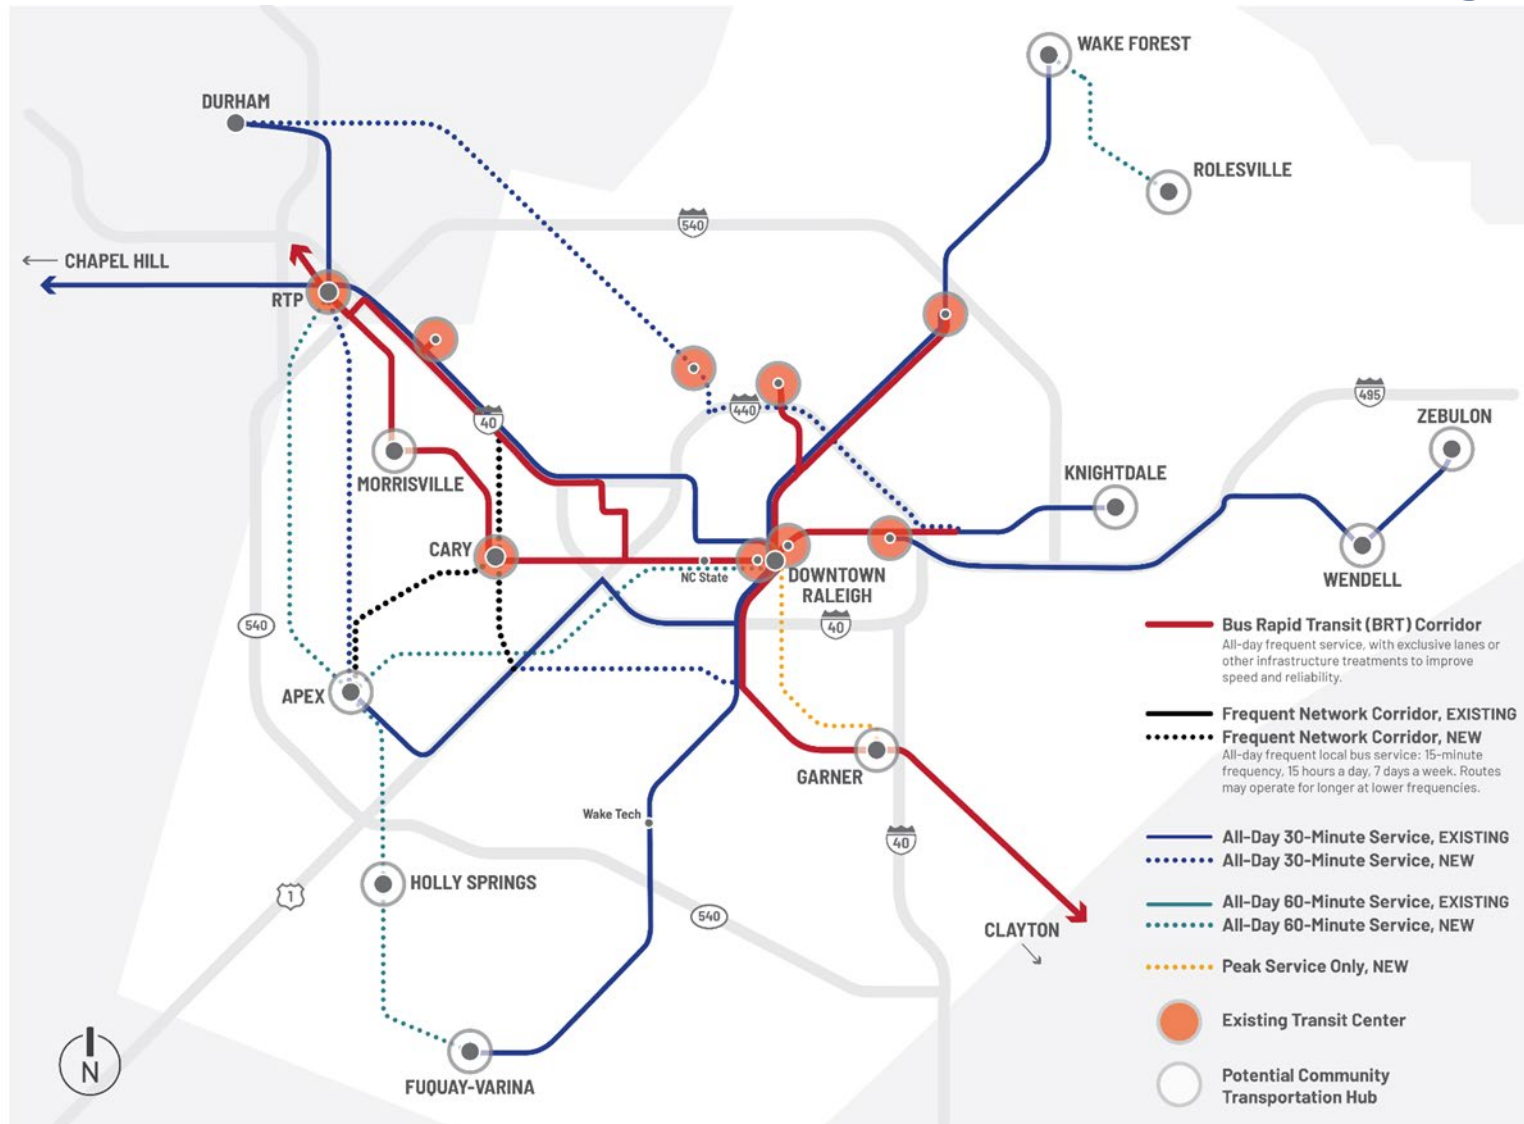 WAKE FOREST
DURHAM
ROLESVILLE
540
CHAPEL HILL
RTP
495
440
ZEBULON
40
KNIGHTDALE
MORRISVILLE
CARY
NC State
DOWNTOWN
RALEIGH
WENDELL
540
40
APEX
GARNER
Wake Tech
40
HOLLY SPRINGS
1
540
CLAYTON
FUQUAY-VARINA
N
Bus Rapid Transit (BRT) Corridor
All-day frequent service, with exclusive lanes or
other infrastructure treatments to improve
speed and reliability.
Frequent Network Corridor, EXISTING
Frequent Network Corridor, NEW
All-day frequent local bus service: 15-minute
frequency, 15 hours a day, 7 days a week. Routes
may operate for longer at lower frequencies.
All-Day 30-Minute Service, EXISTING
All-Day 30-Minute Service, NEW
All-Day 60-Minute Service, EXISTING
All-Day 60-Minute Service, NEW
Peak Service Only, NEW
Existing Transit Center
Potential Community
Transportation Hub